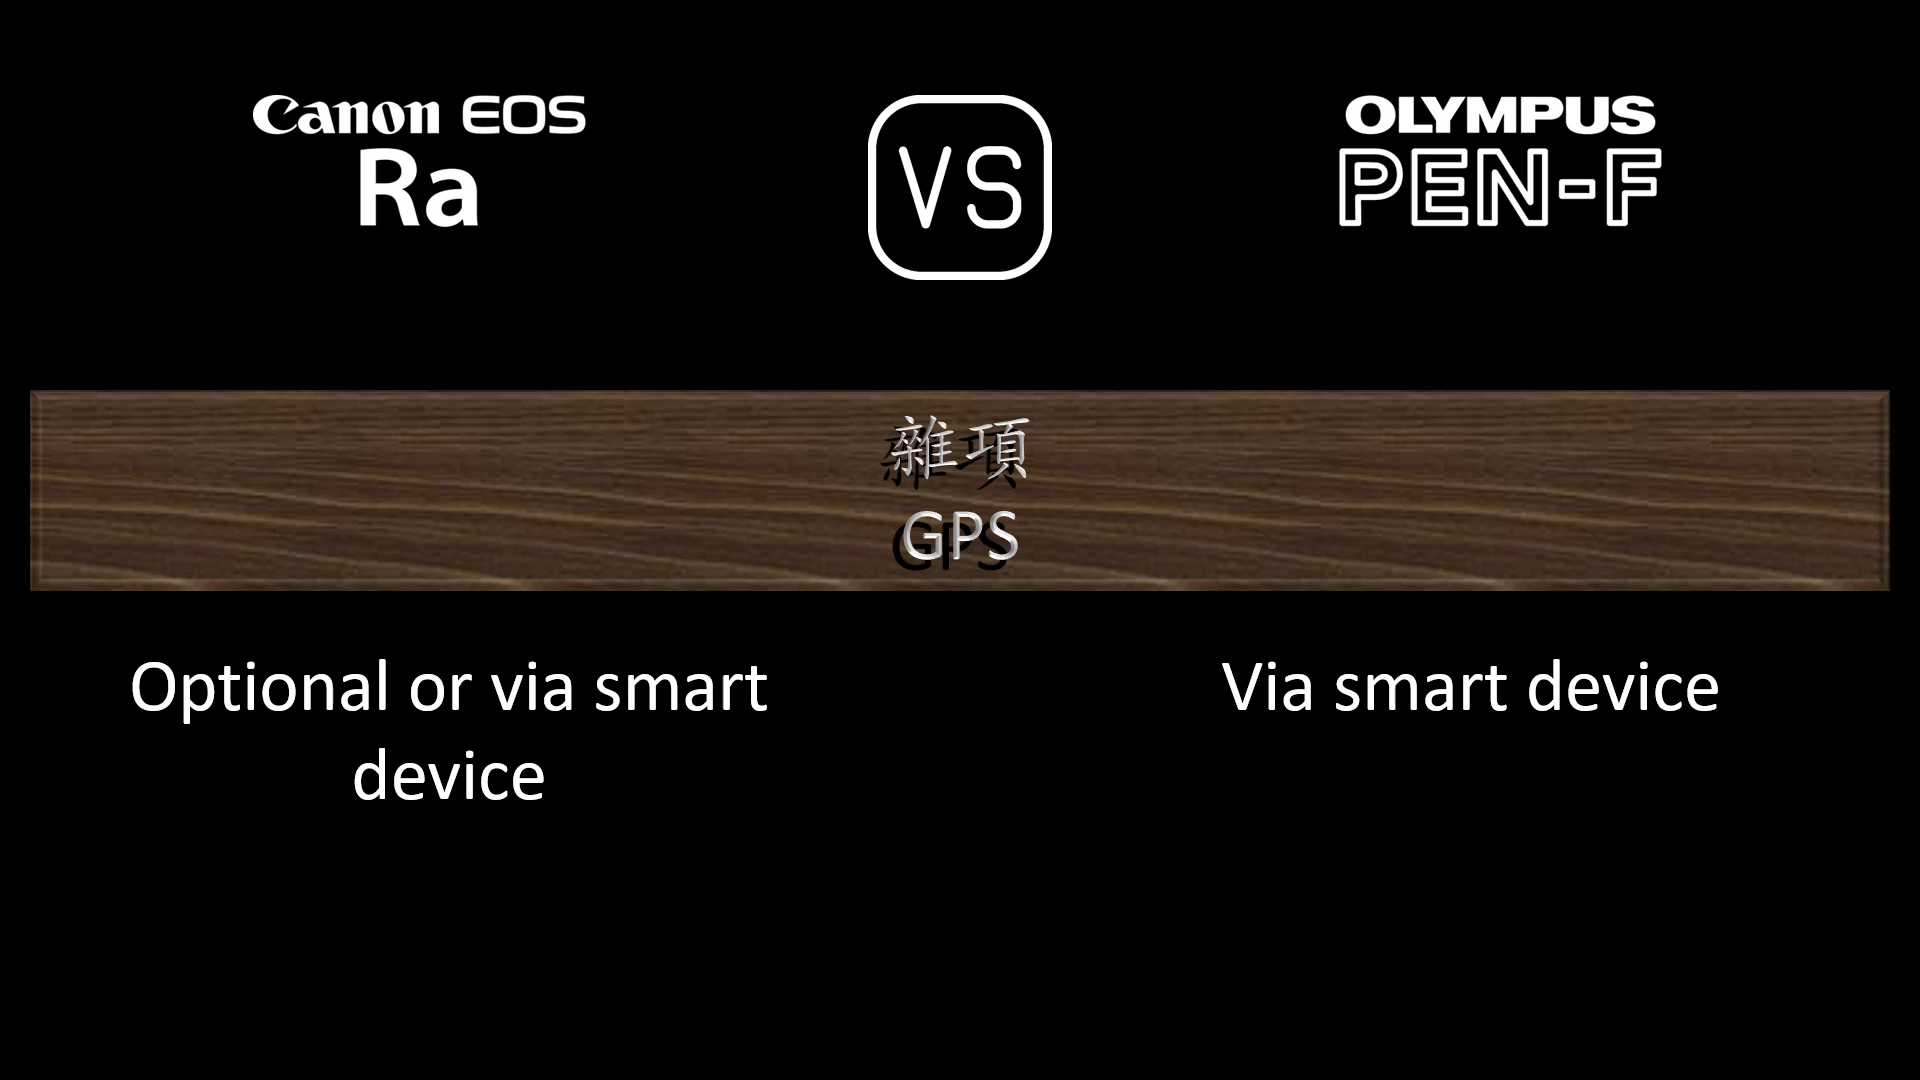 Canon EOS
Ra
VS
OLYMPUS
PEN-F
雜項
GPS
Optional or via smart
device
Via smart device